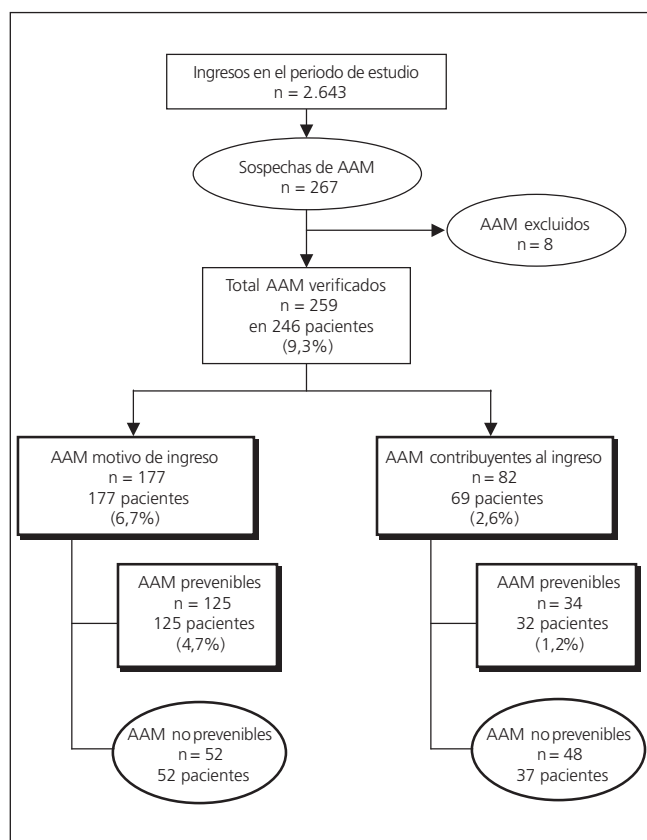 Ingresos en el periodo de estudio
n = 2.643
Sospechas de AAM
n = 267
AAM excluidos
n = 8
Total AAM verificados
n = 259
en 246 pacientes
(9,3%)
AAM motivo de ingreso
n = 177
177 pacientes
(6,7%)
AAM contribuyentes al ingreso
n = 82
69 pacientes
(2,6%)
AAM prevenibles
n = 125
125 pacientes
(4,7%)
AAM prevenibles
n = 34
32 pacientes
(1,2%)
AAM no prevenibles
n = 52
52 pacientes
AAM no prevenibles
n = 48
37 pacientes